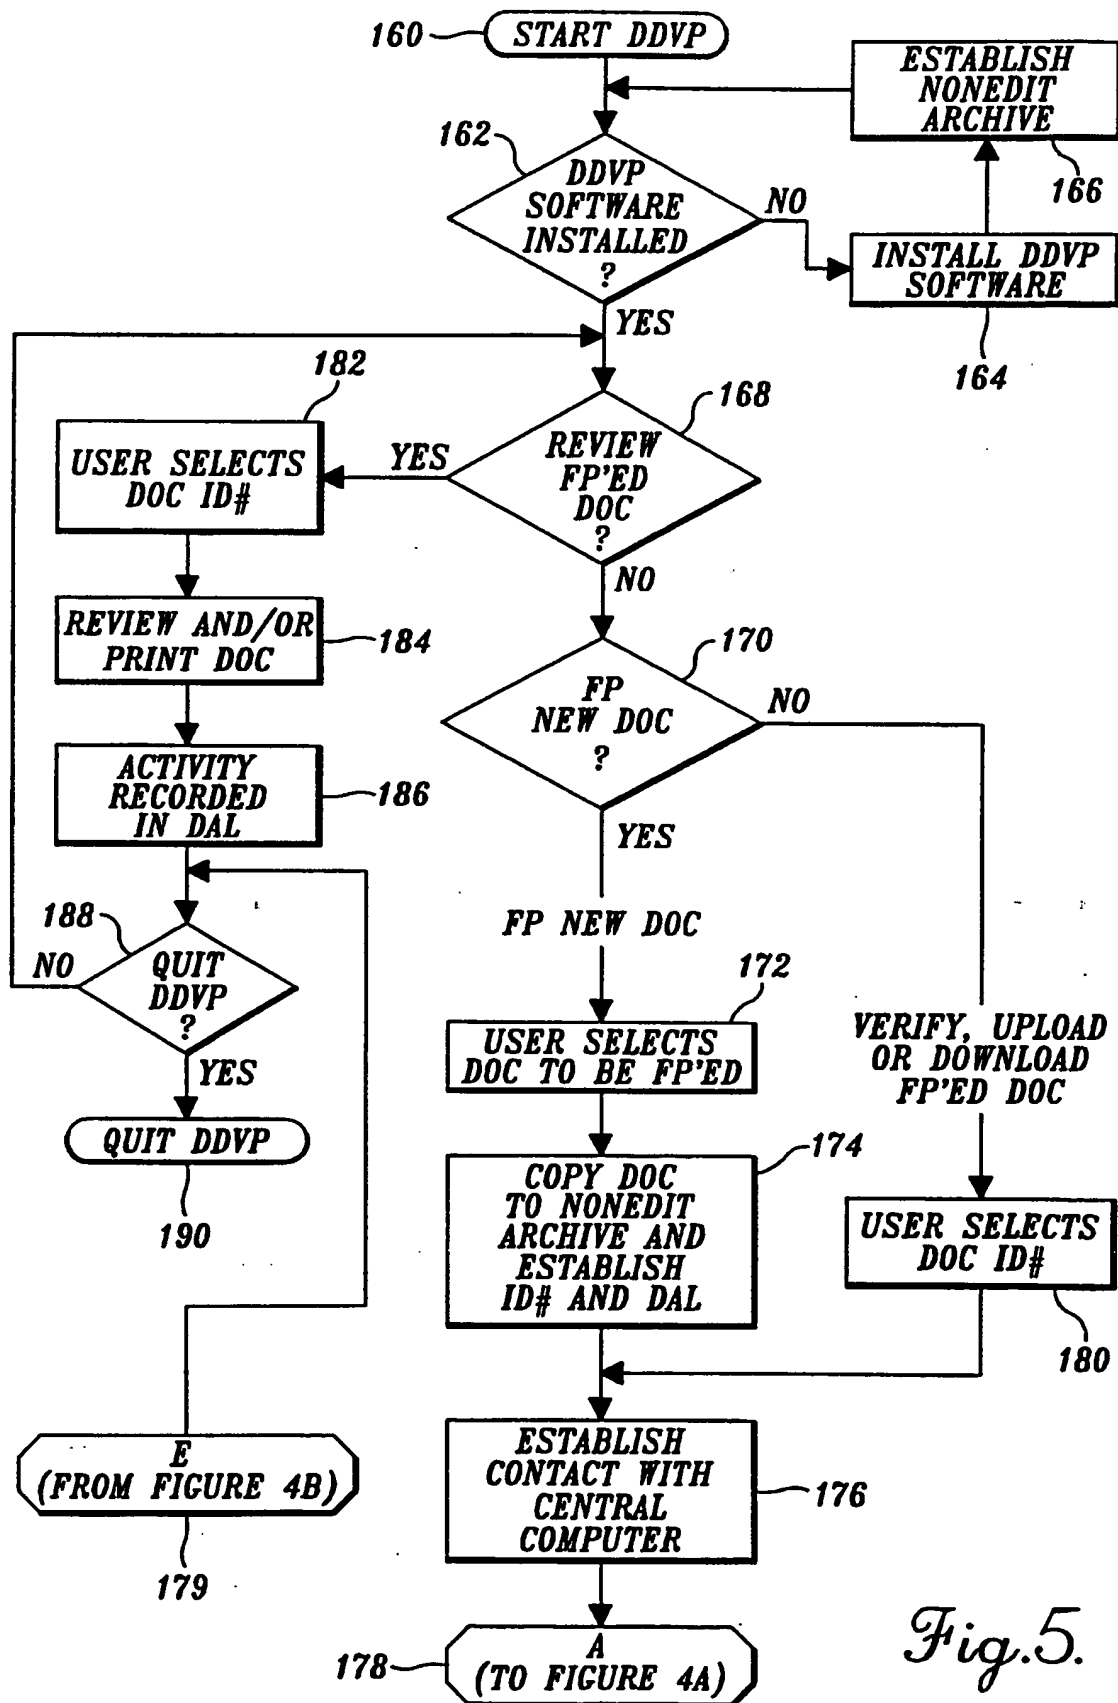 160
START DDVP
ESTABLISH
NONEDIT
ARCHIVE
166
162
DDVP
SOFTWARE
INSTALLED
?
NO
INSTALL DDVP
SOFTWARE
164
YES
182
168
REVIEW
FP'ED
DOC
?
YES
USER SELECTS
DOC ID#
NO
REVIEW AND/OR
PRINT DOC
184
170
FP
NEW DOC
?
NO
ACTIVITY
RECORDED
IN DAL
186
YES
188
QUIT
DDVP
?
NO
YES
QUIT DDVP
190
FP NEW DOC
172
USER SELECTS
DOC TO BE FP'ED
VERIFY, UPLOAD
OR DOWNLOAD
FP'ED DOC
174
COPY DOC
TO NONEDIT
ARCHIVE AND
ESTABLISH
ID# AND DAL
USER SELECTS
DOC ID#
180
E
(FROM FIGURE 4B)
179
ESTABLISH
CONTACT WITH
CENTRAL
COMPUTER
176
178
A
(TO FIGURE 4A)
Fig.5.